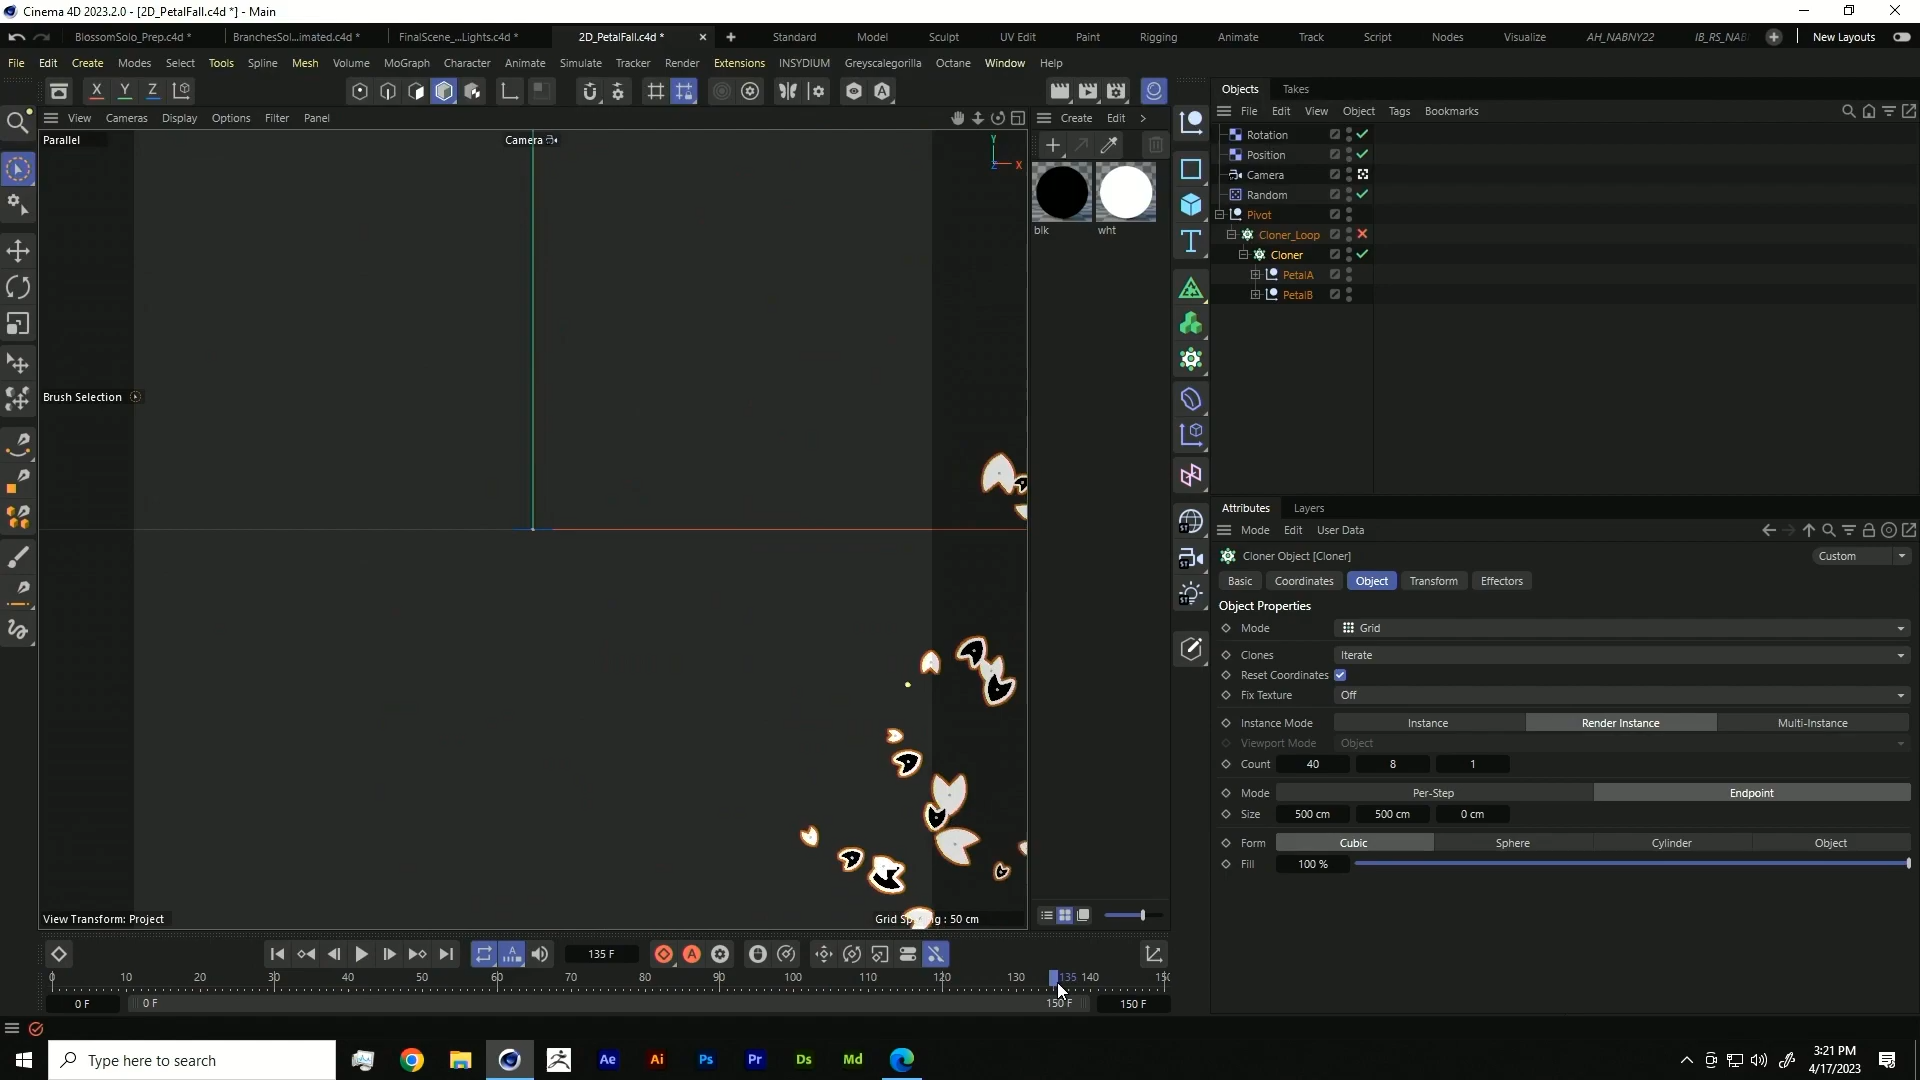 Cinema 4D 2023.2.0 - [2D_PetalFall.c4d *] - Main
BlossomSolo_Prep.c4d *
BranchesSol...imated.c4d *
FinalScene_...Lights.c4d *
2D_PetalFall.c4d *
Standard
Model
Sculpt
UV Edit
Paint
Rigging
Animate
Track
Script
Nodes
Visualize
AH_NABNY22
IB_RS_NAB
New Layouts
File Edit Create Modes Select Tools Spline Mesh Volume MoGraph Character Animate Simulate Tracker Render Extensions INSYDIUM Greyscalegorilla Octane Window Help
X Y Z
View Cameras Display Options Filter Panel
Parallel
Camera
Y
X
Z
Brush Selection
View Transform: Project
Grid Sp g : 50 cm
Create Edit
blk
wht
Objects Takes
File Edit View Object Tags Bookmarks
Rotation
Position
Camera
Random
Pivot
Cloner_Loop
Cloner
PetalA
PetalB
Attributes Layers
Mode Edit User Data
Cloner Object [Cloner]
Custom
Basic Coordinates Object Transform Effectors
Object Properties
Mode Grid
Clones Iterate
Reset Coordinates
Fix Texture Off
Instance Mode Instance Render Instance Multi-Instance
Viewport Mode Object
Count 40 8 1
Mode Per-Step Endpoint
Size 500 cm 500 cm 0 cm
Form Cubic Sphere Cylinder Object
Fill 100 %
135 F
0 10 20 30 40 50 60 70 80 90 100 110 120 130 135 140 15
0 F 0 F 150 F 150 F
Type here to search
Ae Ai Ps Pr Ds Md
3:21 PM
4/17/2023